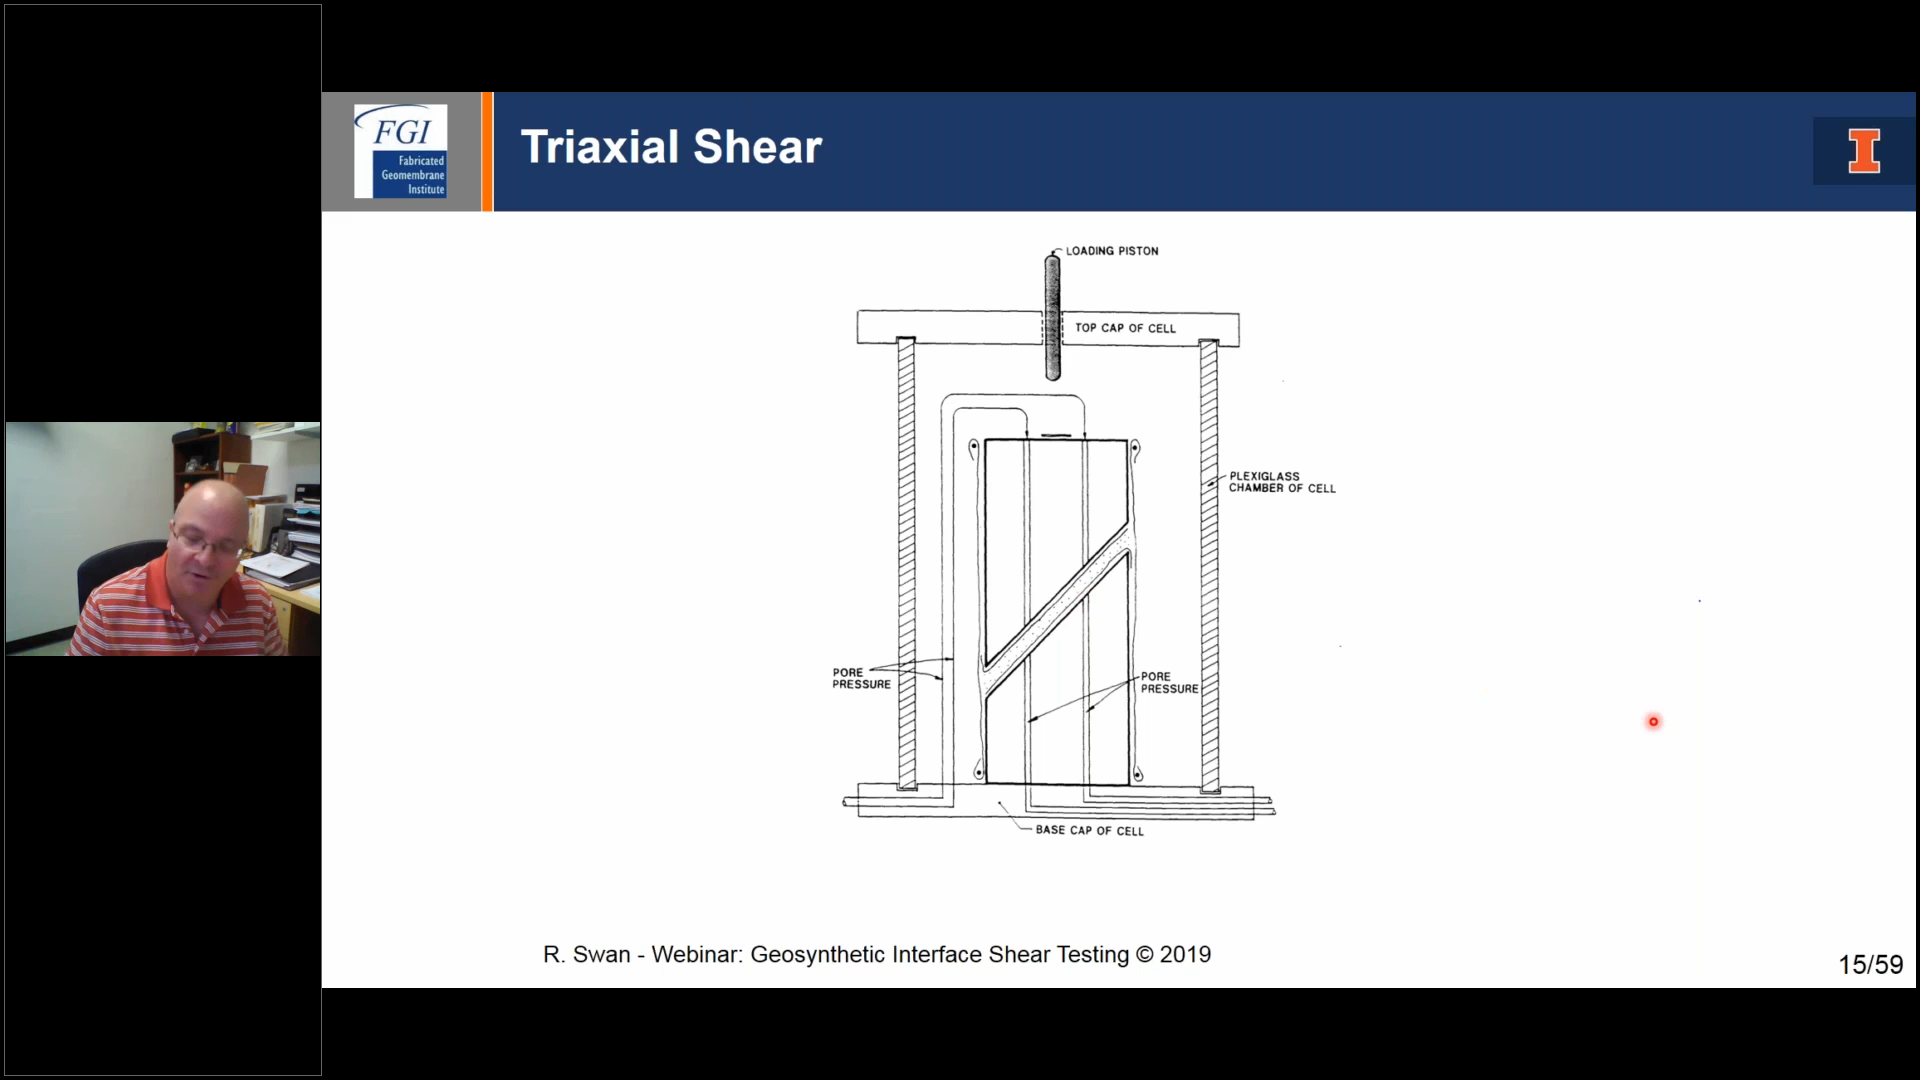 FGI
Fabricated
Geomembrane
Institute
Triaxial Shear
I
LOADING PISTON
TOP CAP OF CELL
PLEXIGLASS
CHAMBER OF CELL
PORE
PRESSURE
PORE
PRESSURE
BASE CAP OF CELL
R. Swan - Webinar: Geosynthetic Interface Shear Testing © 2019
15/59